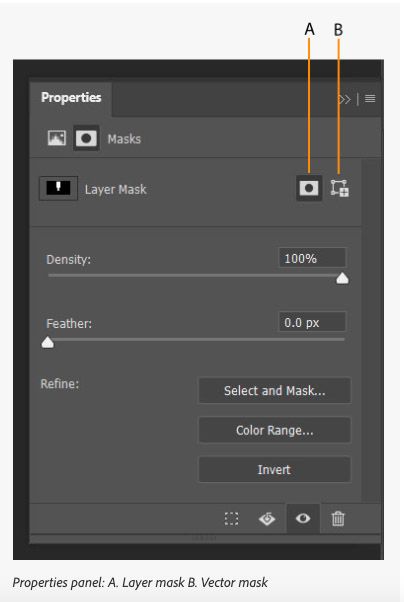 A B
Properties
Masks
Layer Mask
Density: 100%
Feather: 0.0 px
Refine:
Select and Mask...
Color Range...
Invert
Properties panel: A. Layer mask B. Vector mask